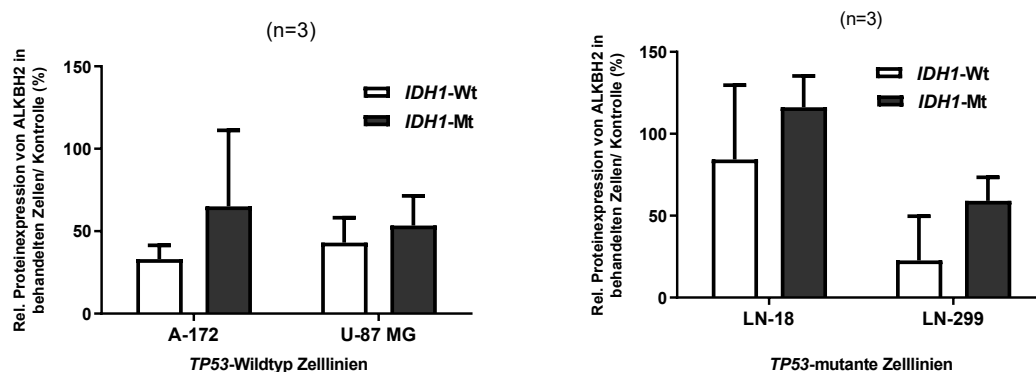 (n=3)
Rel. Proteinexpression von ALKBH2 in
behandelten Zellen/ Kontrolle (%)
150
100
50
0
IDH1-Wt
IDH1-Mt
A-172
U-87 MG
TP53-Wildtyp Zelllinien
(n=3)
Rel. Proteinexpression von ALKBH2 in
behandelten Zellen/ Kontrolle (%)
150
100
50
0
IDH1-Wt
IDH1-Mt
LN-18
LN-299
TP53-mutante Zelllinien